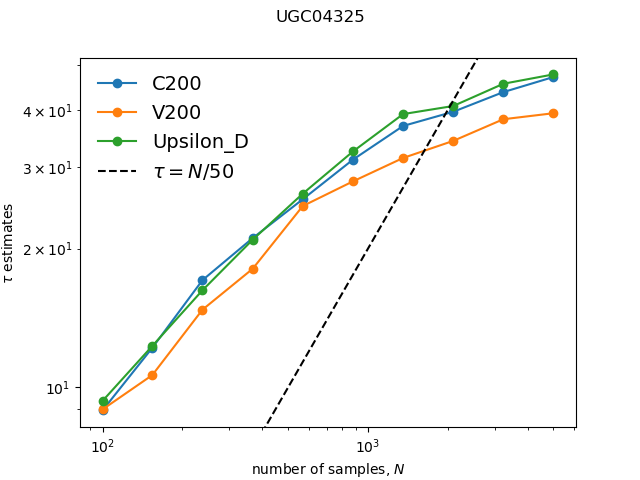 UGC04325
C200
V200
Upsilon_D
τ = N/50
4 × 10¹
3 × 10¹
2 × 10¹
10¹
τ estimates
10² 10³
number of samples, N